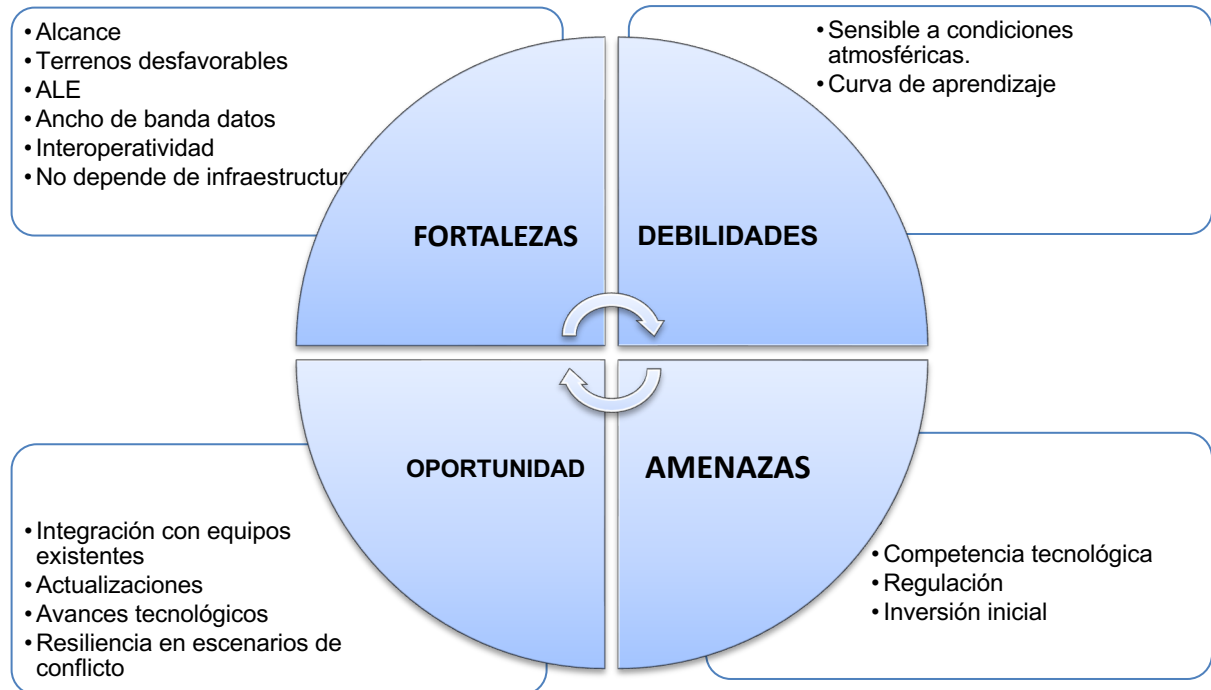 • Alcance
• Terrenos desfavorables
• ALE
• Ancho de banda datos
• Interoperatividad
• No depende de infraestructur
• Sensible a condiciones
atmosféricas.
• Curva de aprendizaje
FORTALEZAS
DEBILIDADES
OPORTUNIDAD
AMENAZAS
• Integración con equipos
existentes
• Actualizaciones
• Avances tecnológicos
• Resiliencia en escenarios de
conflicto
• Competencia tecnológica
• Regulación
• Inversión inicial